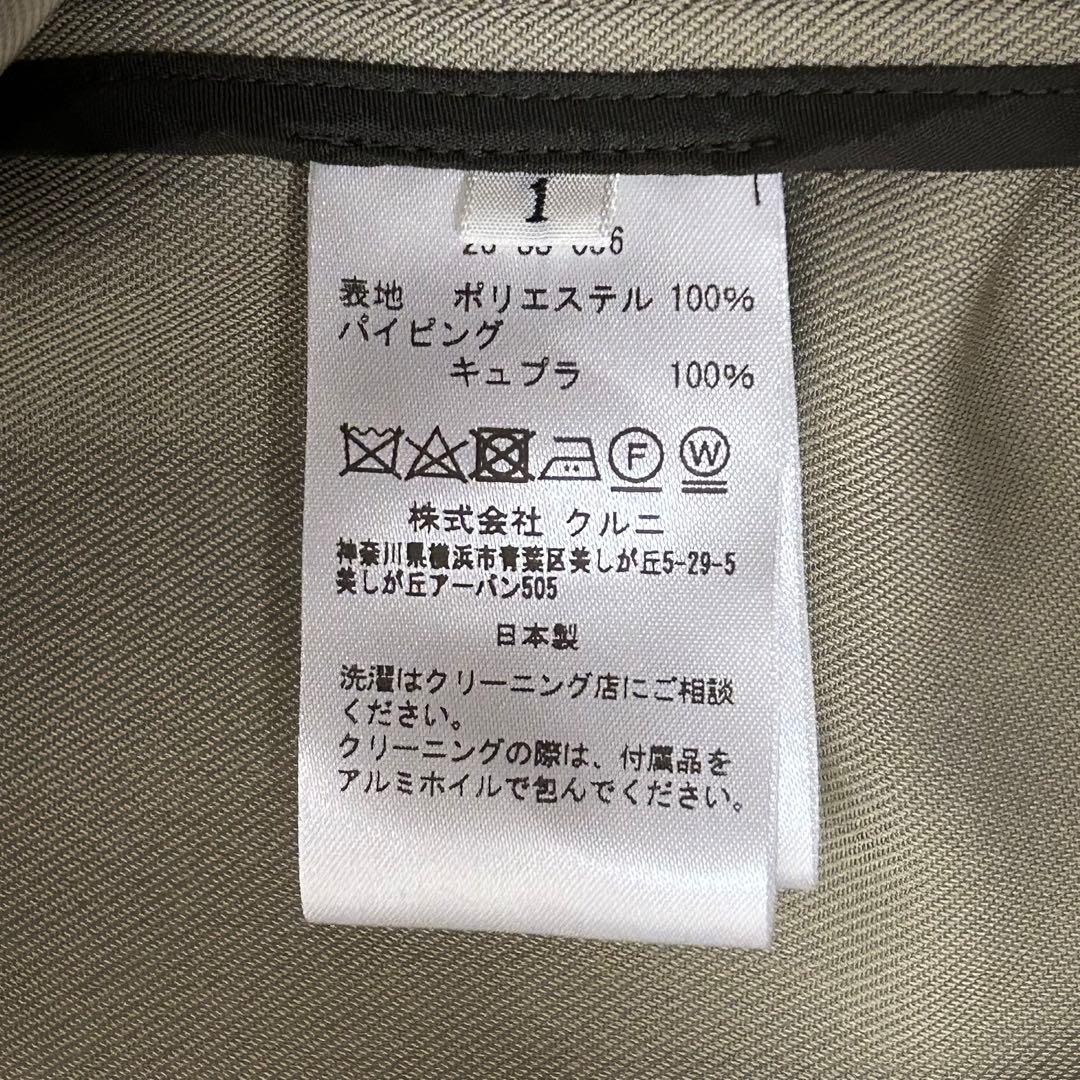 1
表地 ポリエステル 100%
パイピング
キュプラ 100%
F W
株式会社 クルニ
神奈川県横浜市青葉区美しが丘5-29-5
美しが丘アーバン505
日本製
洗濯はクリーニング店にご相談
ください。
クリーニングの際は、付属品を
アルミホイルで包んでください。